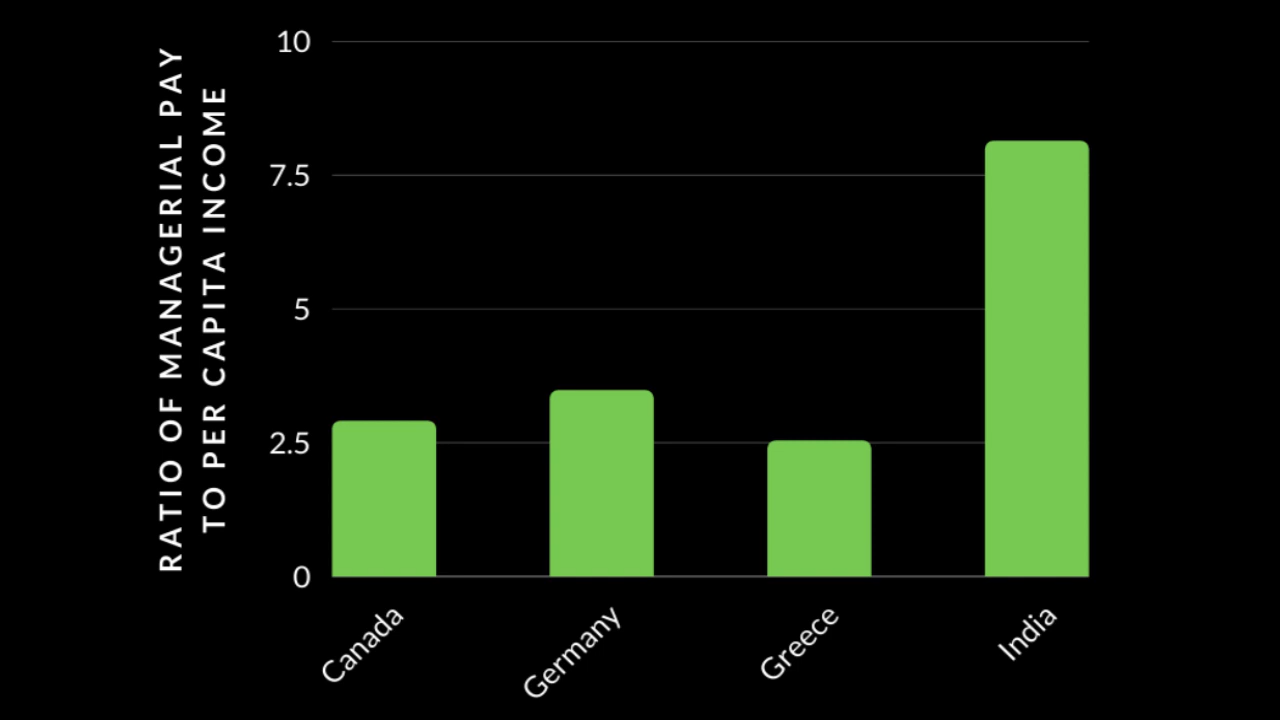 RATIO OF MANAGERIAL PAY
TO PER CAPITA INCOME
10
7.5
5
2.5
0
Canada
Germany
Greece
India